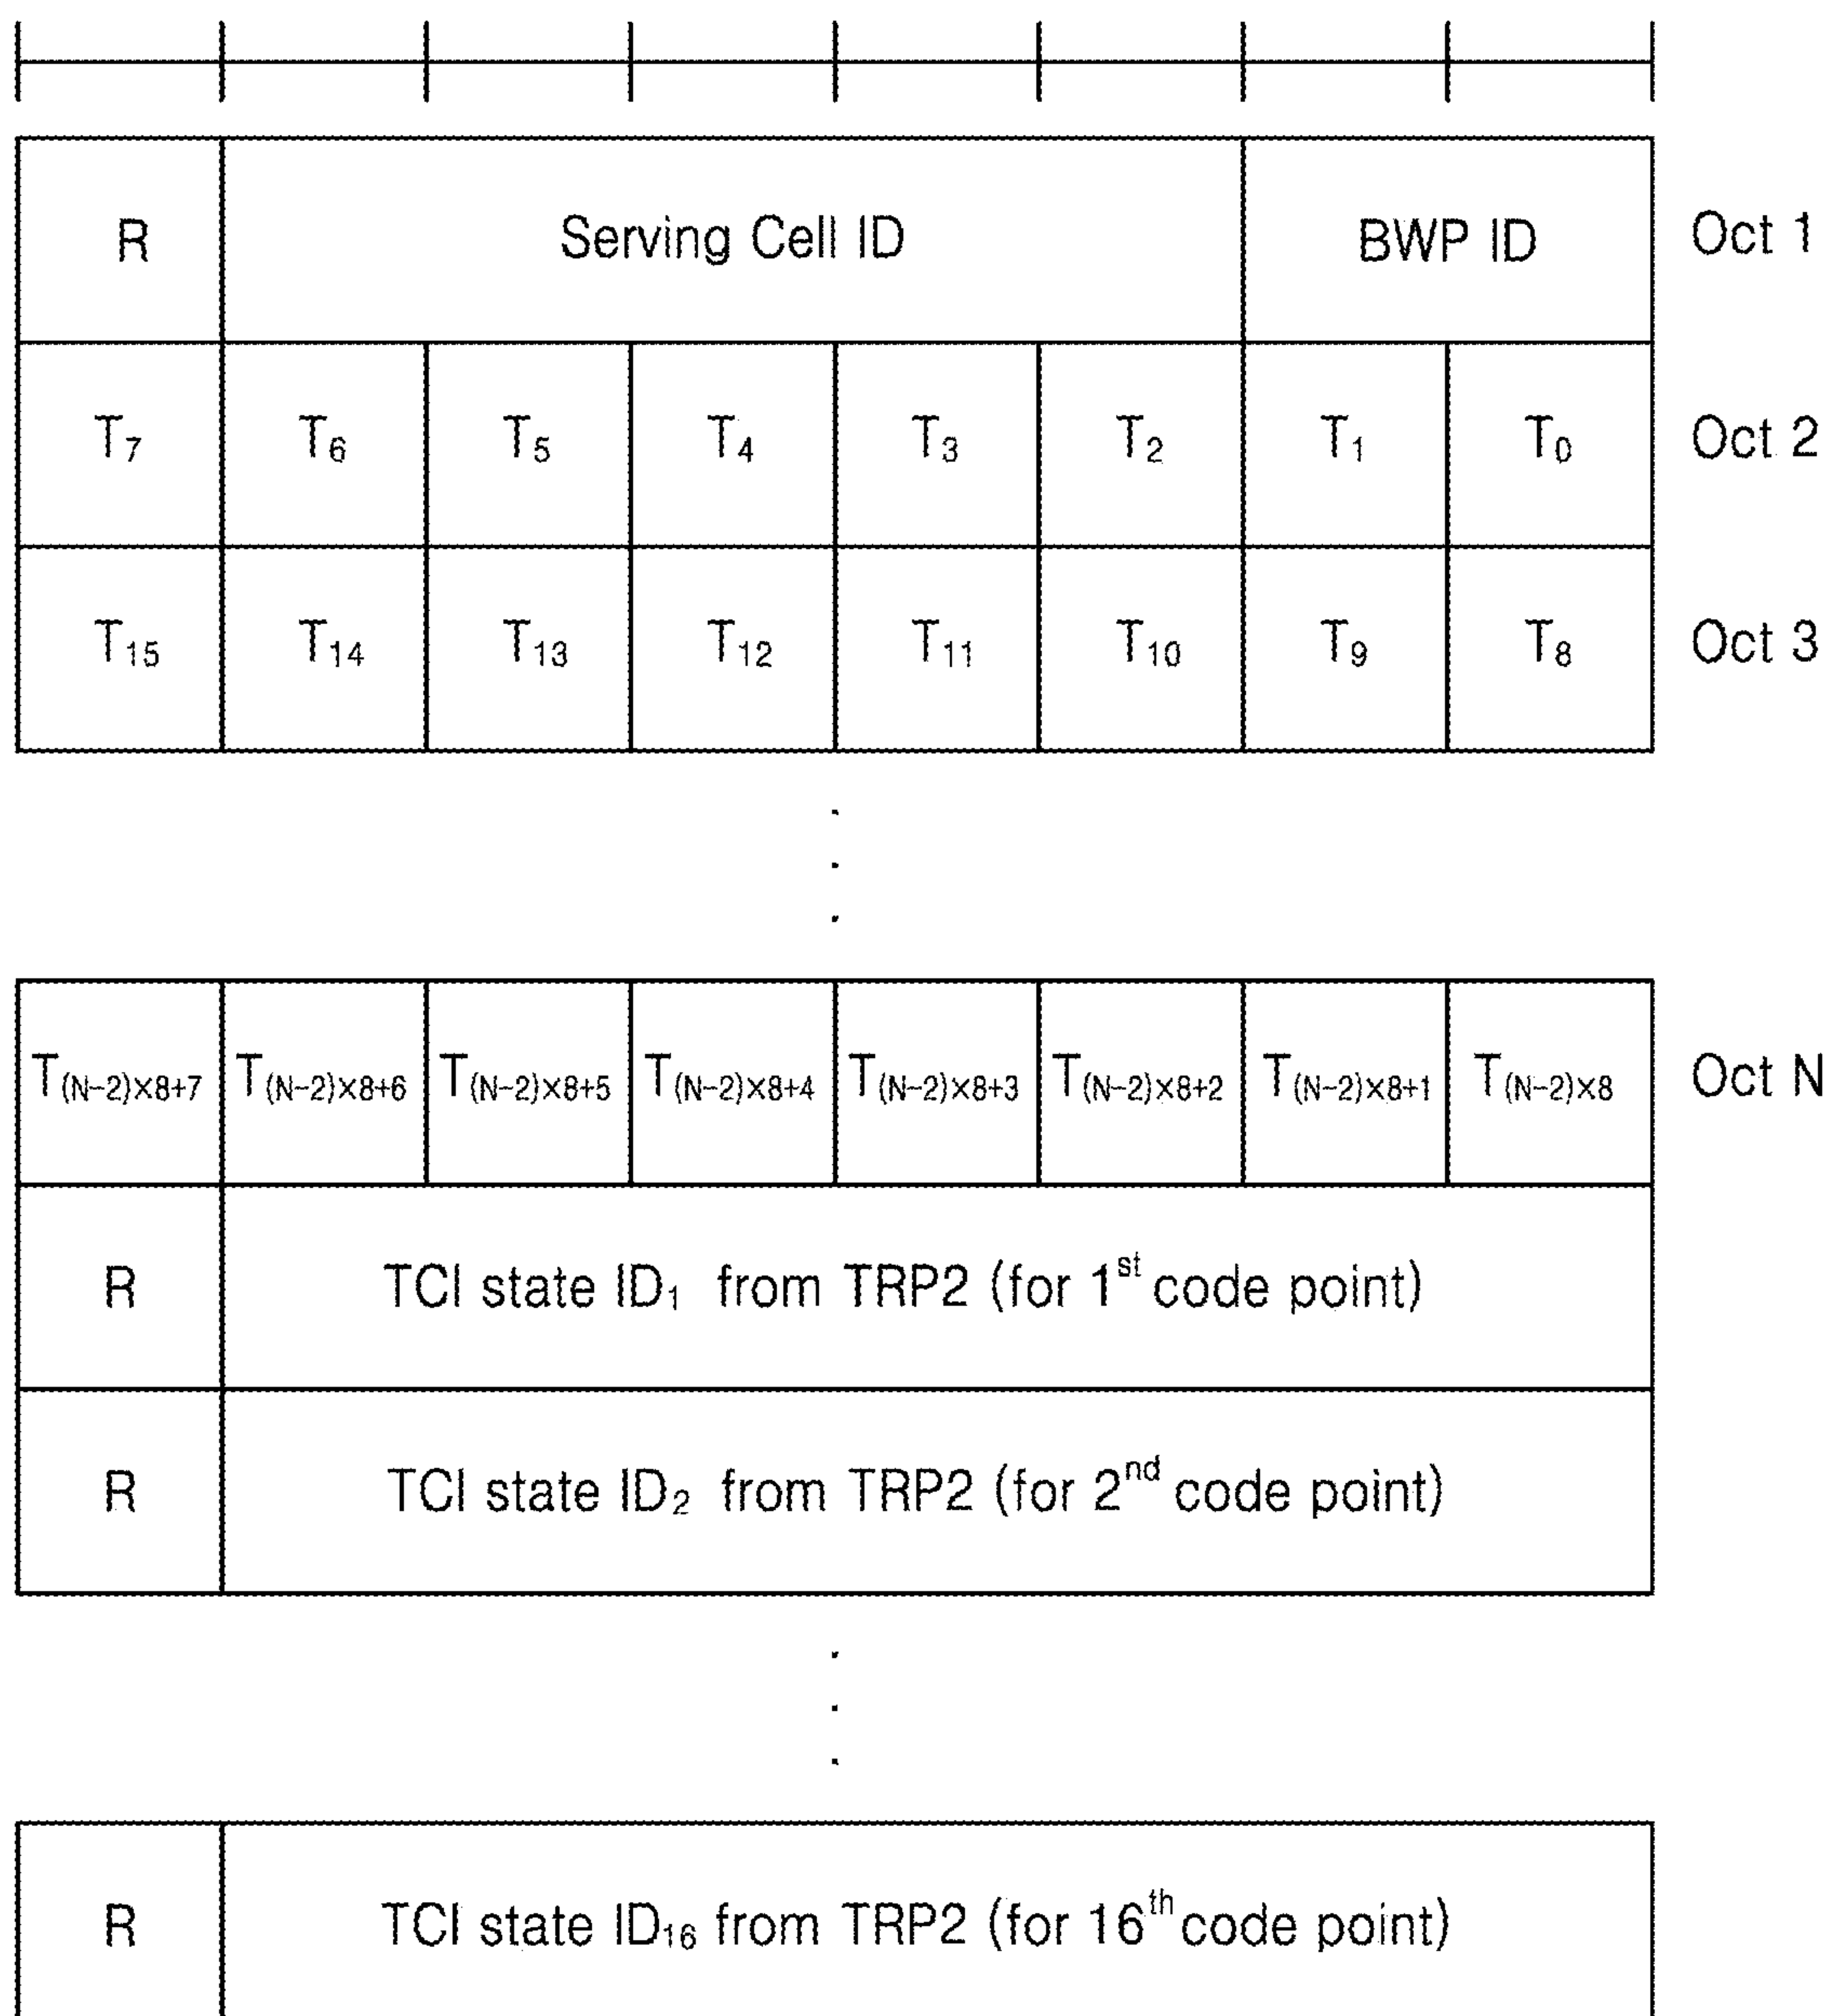 R Serving Cell ID BWP ID Oct 1
T₇ T₆ T₅ T₄ T₃ T₂ T₁ T₀ Oct 2
T₁₅ T₁₄ T₁₃ T₁₂ T₁₁ T₁₀ T₉ T₈ Oct 3
T₍N₋₂₎ₓ₈₊₇ T₍N₋₂₎ₓ₈₊₆ T₍N₋₂₎ₓ₈₊₅ T₍N₋₂₎ₓ₈₊₄ T₍N₋₂₎ₓ₈₊₃ T₍N₋₂₎ₓ₈₊₂ T₍N₋₂₎ₓ₈₊₁ T₍N₋₂₎ₓ₈ Oct N
R TCI state ID₁ from TRP2 (for 1ˢᵗ code point)
R TCI state ID₂ from TRP2 (for 2ⁿᵈ code point)
R TCI state ID₁₆ from TRP2 (for 16ᵗʰ code point)